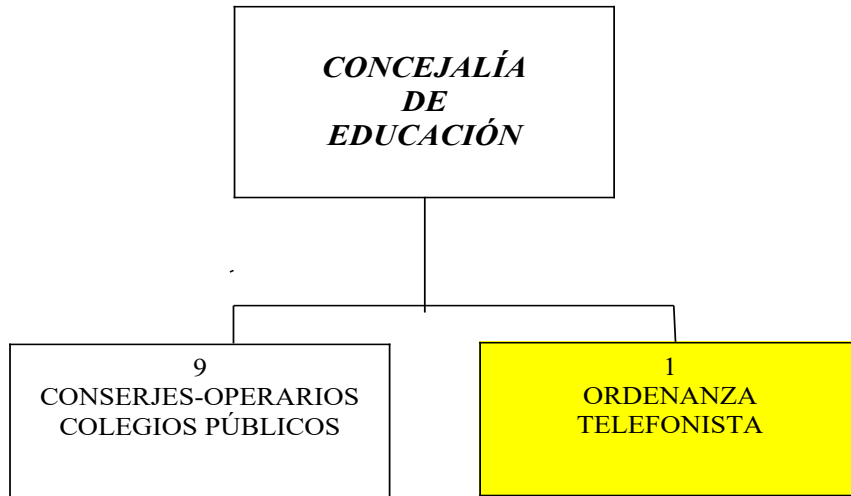 CONCEJALÍA
DE
EDUCACIÓN
9
CONSERJES-OPERARIOS
COLEGIOS PÚBLICOS
1
ORDENANZA
TELEFONISTA